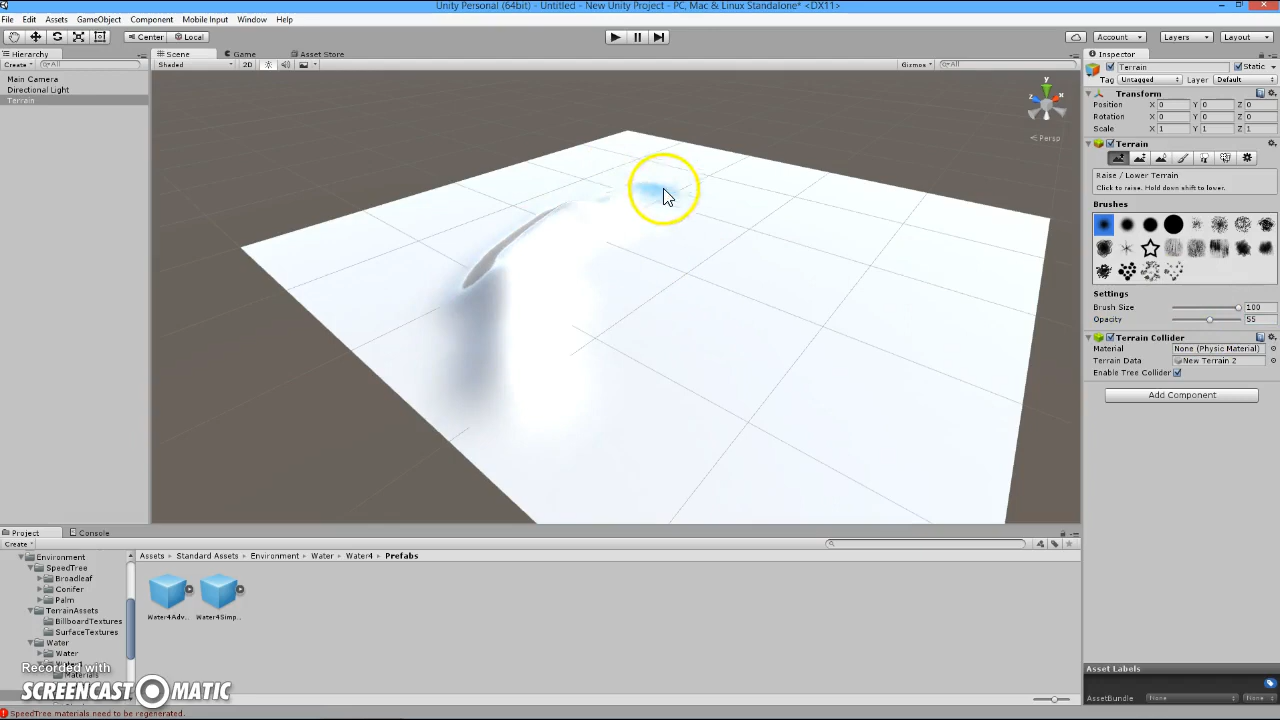 Unity Personal (64bit) - Untitled - New Unity Project - PC, Mac & Linux Standalone* <DX11>
File Edit Assets GameObject Component Mobile Input Window Help
Center Local Account Layers Layout
Hierarchy Scene Game Asset Store Inspector
Create All Shaded 2D Gizmos All Terrain Static
Main Camera
Directional Light
Terrain
Tag Untagged Layer Default
Transform
Position X 0 Y 0 Z 0
Rotation X 0 Y 0 Z 0
Scale X 1 Y 1 Z 1
y
z x
Persp
Terrain
Raise / Lower Terrain
Click to raise. Hold down shift to lower.
Brushes
Settings
Brush Size 100
Opacity 55
Terrain Collider
Material None (Physic Material)
Terrain Data New Terrain 2
Enable Tree Collider
Add Component
Project Console
Create
Assets Standard Assets Environment Water Water4 Prefabs
Environment
SpeedTree
Broadleaf
Conifer
Palm
TerrainAssets
BillboardTextures
SurfaceTextures
Water
Water
Materials
Water4Adv... Water4Simp...
Recorded with
SCREENCAST MATIC
Asset Labels
AssetBundle None None
SpeedTree materials need to be regenerated.